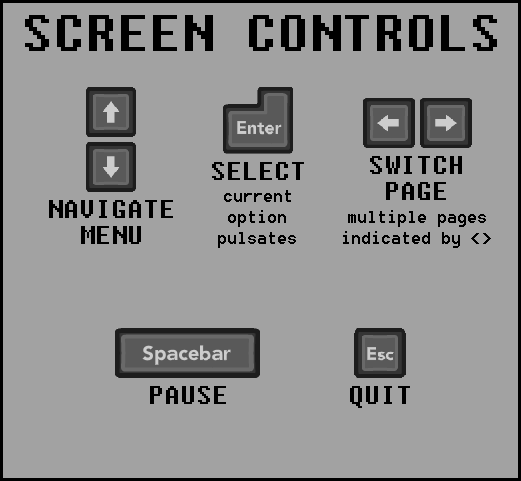 SCREEN CONTROLS
Enter
NAVIGATE
MENU
SELECT
current
option
pulsates
SWITCH
PAGE
multiple pages
indicated by <>
Spacebar
PAUSE
Esc
QUIT